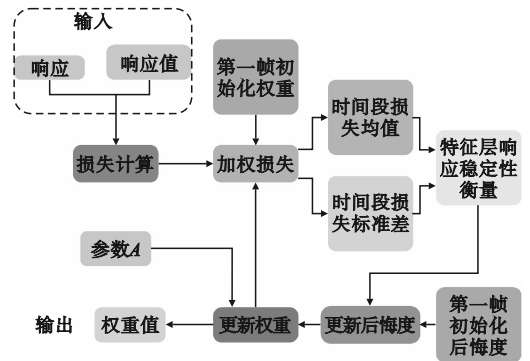 输入
响应
响应值
第一帧初
始化权重
时间段损
失均值
损失计算
加权损失
特征层响
应稳定性
衡量
时间段损
失标准差
参数A
输出
权重值
更新权重
更新后悔度
第一帧
初始化
后悔度